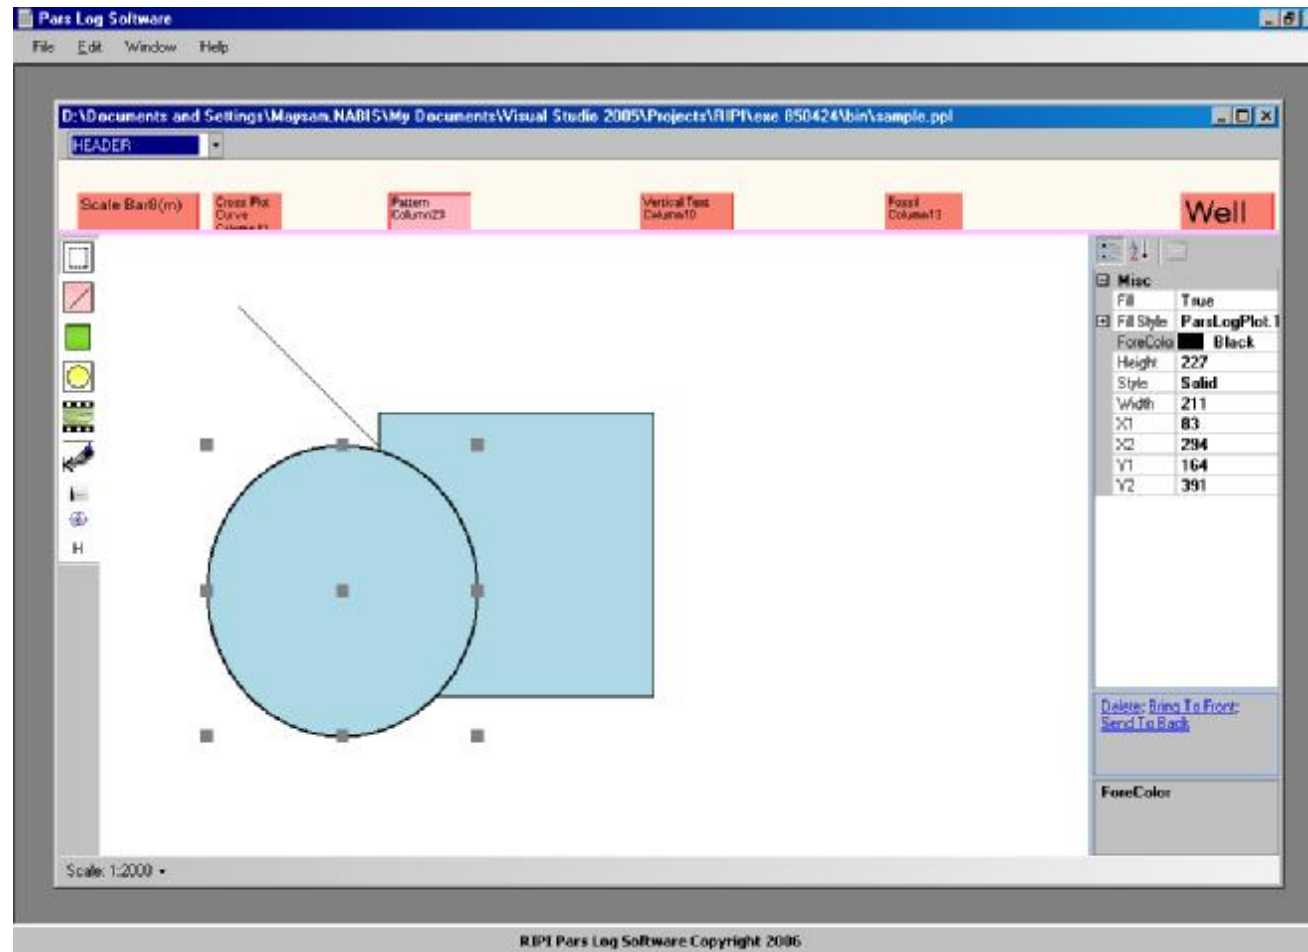 Pars Log Software
File Edit Window Help
D:\Documents and Settings\Maysam.NABIS\My Documents\Visual Studio 2005\Projects\RIPI\exe 850424\bin\sample.ppl
HEADER
Scale Bar8(m)
Cross Plot
Curve
Pattern
Column23
Vertical Text
Column10
Fossil
Column13
Well
Misc
Fill True
Fill Style ParsLogPlot.
ForeColo Black
Height 227
Style Solid
Width 211
X1 83
X2 294
Y1 164
Y2 391
H
Delete; Bring To Front;
Send To Back
ForeColor
Scale: 1:2000
RIPI Pars Log Software Copyright 2006